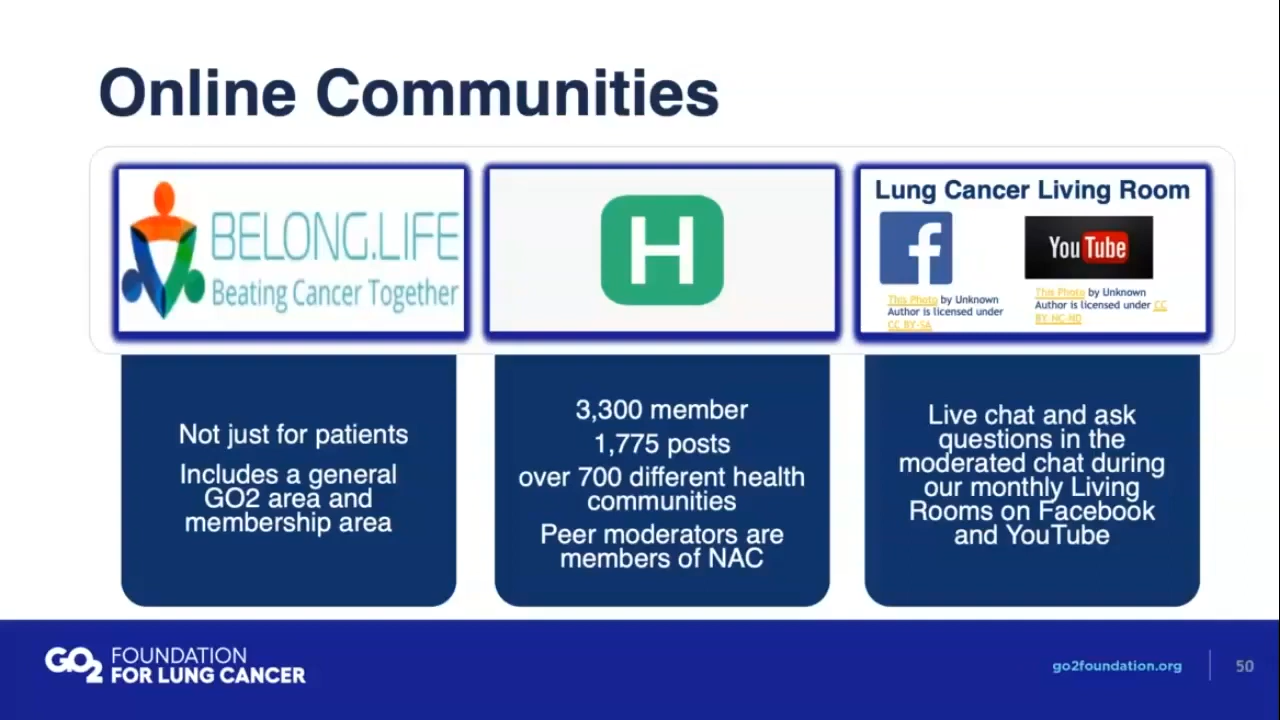 Online Communities
BELONG.LIFE
Beating Cancer Together
H
Lung Cancer Living Room
f
You Tube
This Photo by Unknown
Author is licensed under
CC BY-SA
This Photo by Unknown
Author is licensed under CC
BY-NC-ND
Not just for patients
Includes a general
GO2 area and
membership area
3,300 member
1,775 posts
over 700 different health
communities
Peer moderators are
members of NAC
Live chat and ask
questions in the
moderated chat during
our monthly Living
Rooms on Facebook
and YouTube
GO2 FOUNDATION
FOR LUNG CANCER
go2foundation.org
50